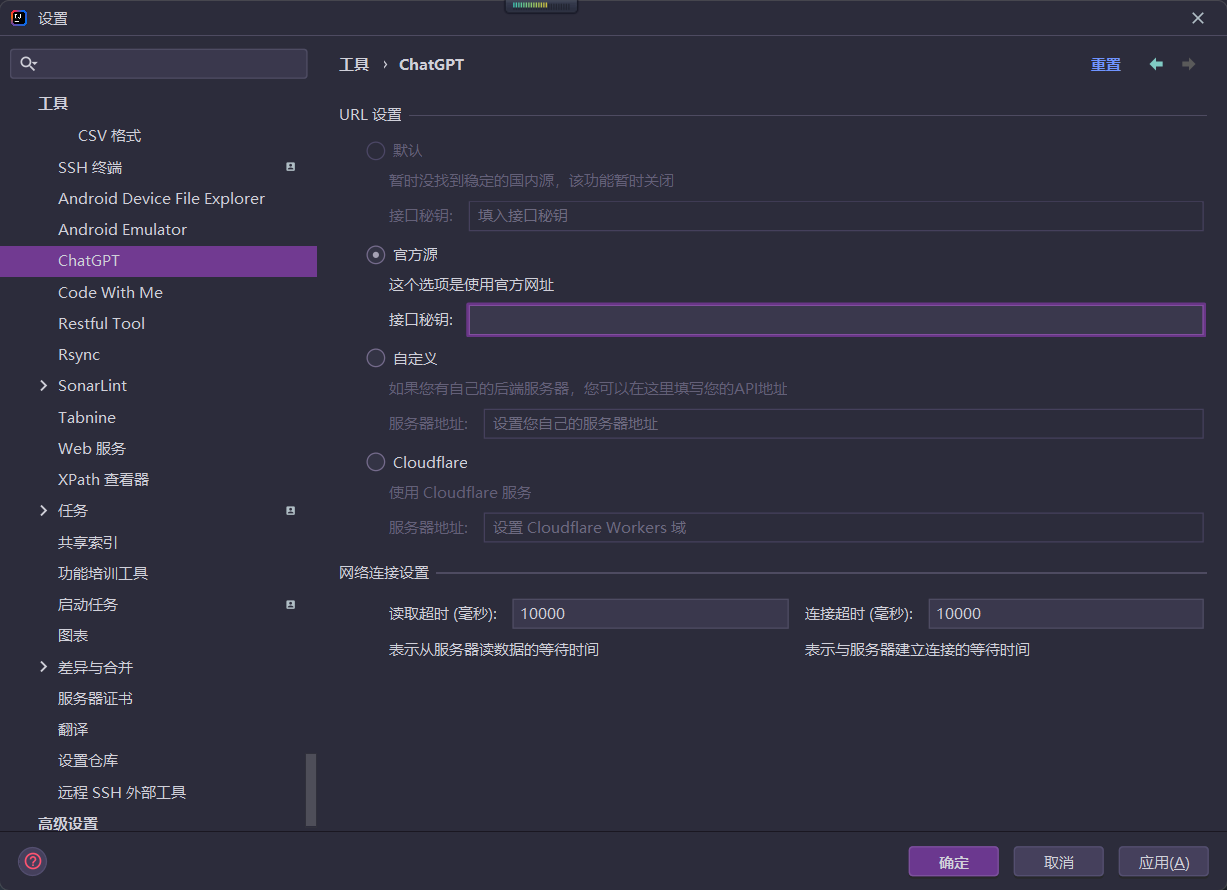 设置
工具
CSV 格式
SSH 终端
Android Device File Explorer
Android Emulator
ChatGPT
Code With Me
Restful Tool
Rsync
SonarLint
Tabnine
Web 服务
XPath 查看器
任务
共享索引
功能培训工具
启动任务
图表
差异与合并
服务器证书
翻译
设置仓库
远程 SSH 外部工具
高级设置
工具 › ChatGPT
重置
URL 设置
默认
暂时没找到稳定的国内源，该功能暂时关闭
接口秘钥: 填入接口秘钥
官方源
这个选项是使用官方网址
接口秘钥:
自定义
如果您有自己的后端服务器，您可以在这里填写您的API地址
服务器地址: 设置您自己的服务器地址
Cloudflare
使用 Cloudflare 服务
服务器地址: 设置 Cloudflare Workers 域
网络连接设置
读取超时 (毫秒): 10000 连接超时 (毫秒): 10000
表示从服务器读数据的等待时间 表示与服务器建立连接的等待时间
确定 取消 应用(A)